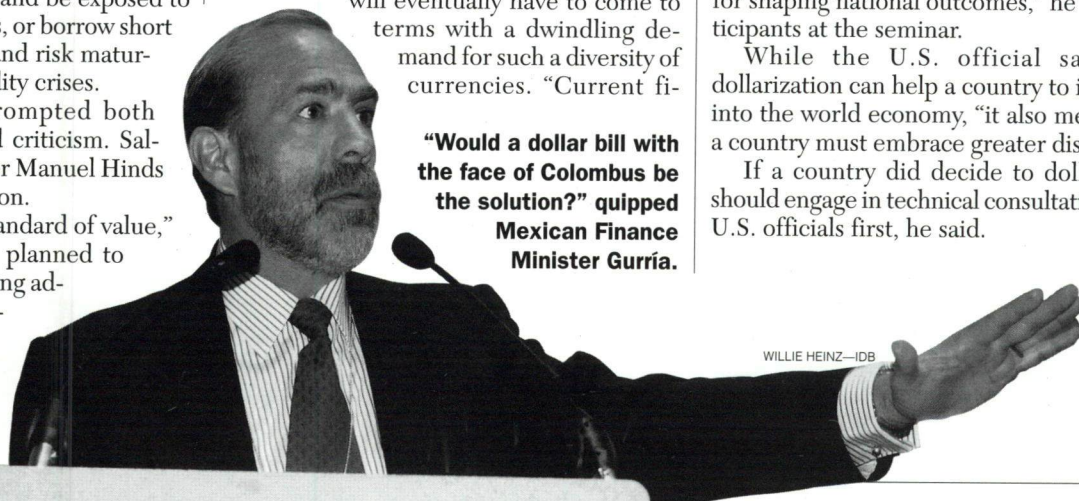 and be exposed to
s, or borrow short
and risk matur-
lity crises.
rompted both
d criticism. Sal-
r Manuel Hinds
on.
andard of value,”
planned to
ng ad-
-
will eventually have to come to
terms with a dwindling de-
mand for such a diversity of
currencies. “Current fi-
“Would a dollar bill with
the face of Colombus be
the solution?” quipped
Mexican Finance
Minister Gurría.
for shaping national outcomes,” he
ticipants at the seminar.
While the U.S. official sa
dollarization can help a country to i
into the world economy, “it also me
a country must embrace greater dis
If a country did decide to doll
should engage in technical consultati
U.S. officials first, he said.
WILLIE HEINZ—IDB